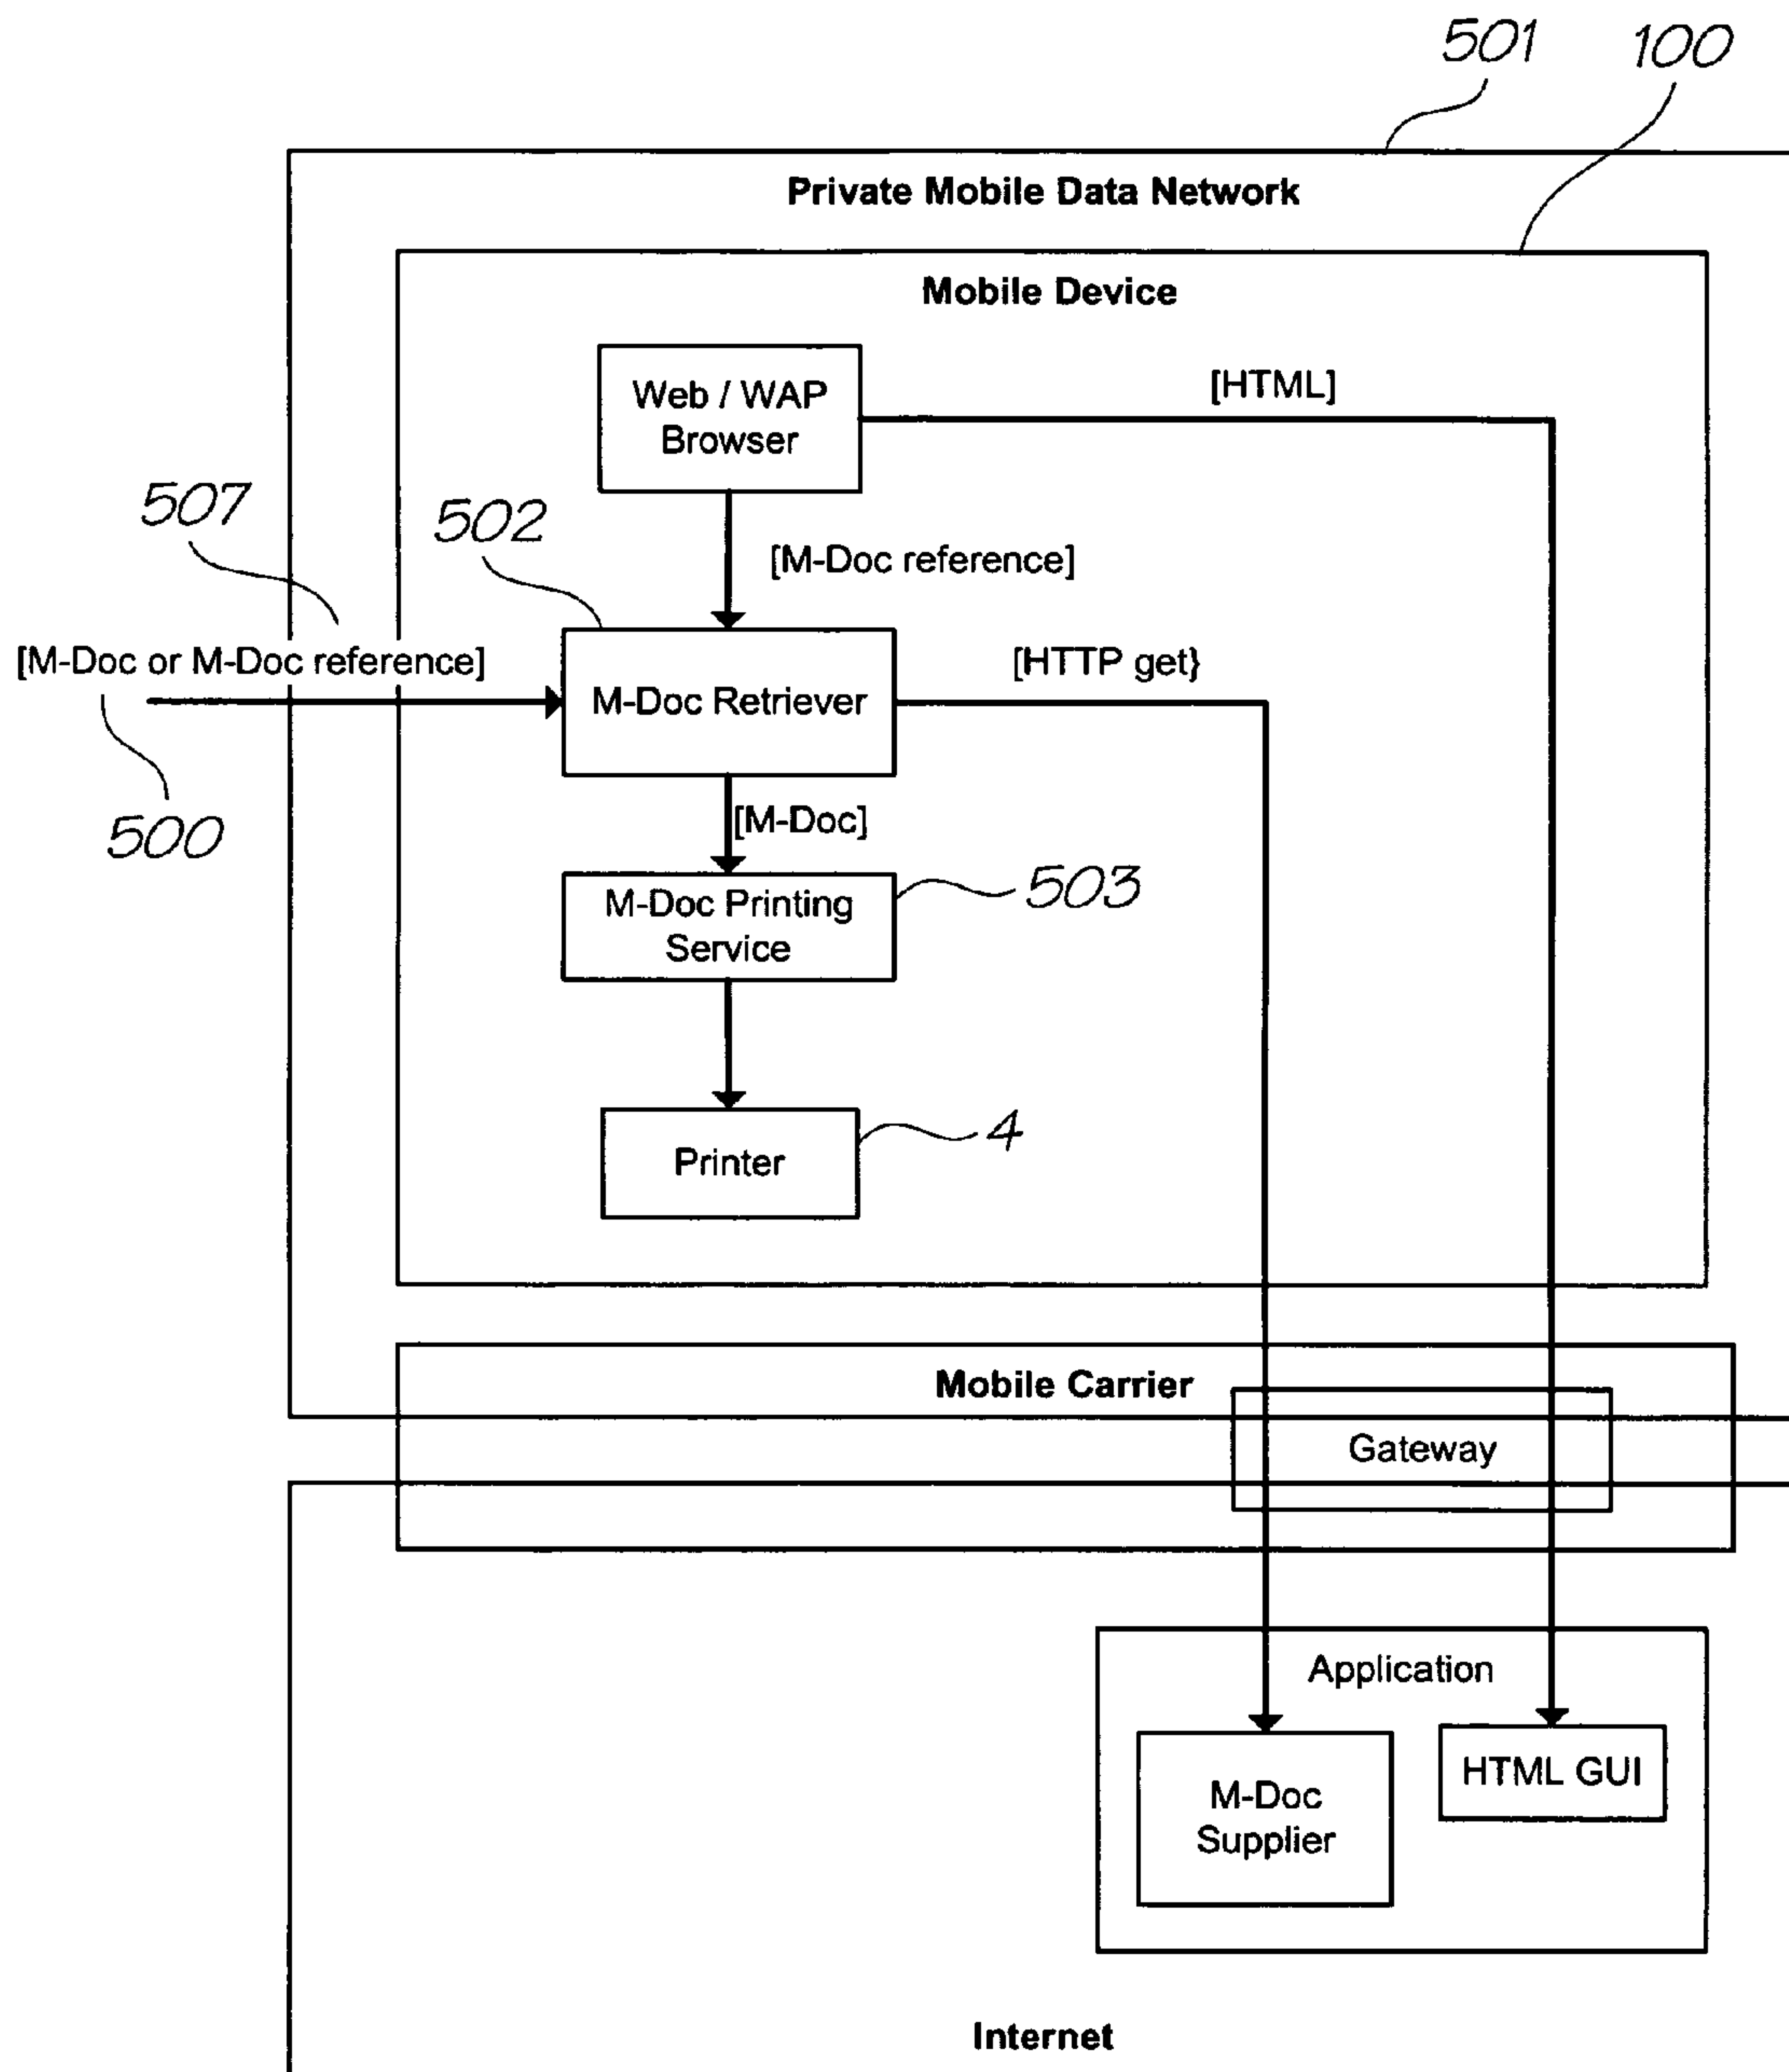 501
100
Private Mobile Data Network
Mobile Device
Web / WAP
Browser
[HTML]
507
502
[M-Doc reference]
[M-Doc or M-Doc reference]
M-Doc Retriever
[HTTP get}
500
[M-Doc]
M-Doc Printing
Service
503
Printer
4
Mobile Carrier
Gateway
Application
M-Doc
Supplier
HTML GUI
Internet